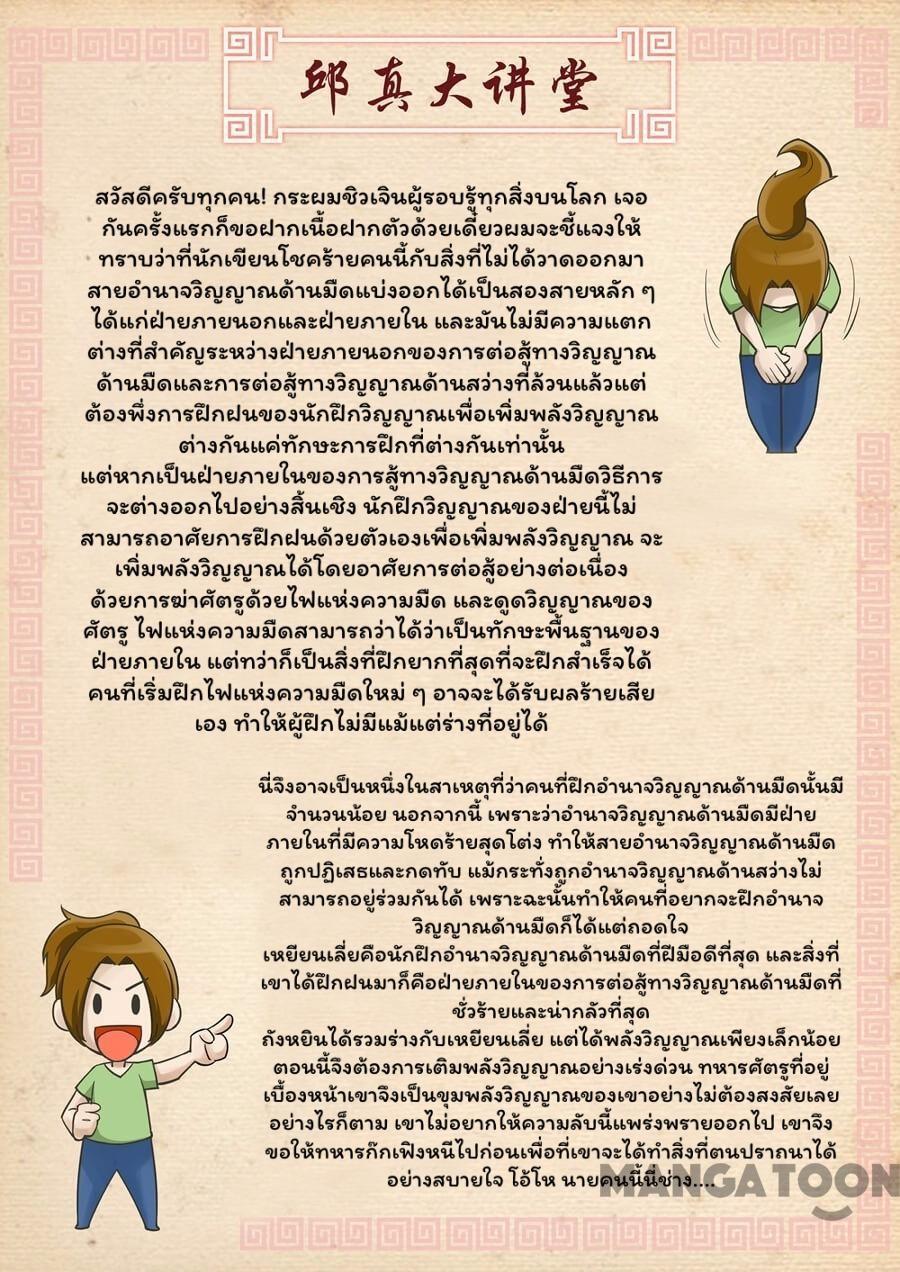 邱真大讲堂
สวัสดีครับทุกคน! กระผมชิวเจินผู้รอบรู้ทุกสิ่งบนโลก เจอ
กันครั้งแรกก็ขอฝากเนื้อฝากตัวด้วยเดี๋ยวผมจะชี้แจงให้
ทราบว่าที่นักเขียนโชคร้ายคนนี้กับสิ่งที่ไม่ได้วาดออกมา
สายอำนาจวิญญาณด้านมืดแบ่งออกได้เป็นสองสายหลัก ๆ
ได้แก่ฝ่ายภายนอกและฝ่ายภายใน และมันไม่มีความแตก
ต่างที่สำคัญระหว่างฝ่ายภายนอกของการต่อสู้ทางวิญญาณ
ด้านมืดและการต่อสู้ทางวิญญาณด้านสว่างที่ล้วนแล้วแต่
ต้องพึ่งการฝึกฝนของนักฝึกวิญญาณเพื่อเพิ่มพลังวิญญาณ
ต่างกันแค่ทักษะการฝึกที่ต่างกันเท่านั้น
แต่หากเป็นฝ่ายภายในของการสู้ทางวิญญาณด้านมืดวิธีการ
จะต่างออกไปอย่างสิ้นเชิง นักฝึกวิญญาณของฝ่ายนี้ไม่
สามารถอาศัยการฝึกฝนด้วยตัวเองเพื่อเพิ่มพลังวิญญาณ จะ
เพิ่มพลังวิญญาณได้โดยอาศัยการต่อสู้อย่างต่อเนื่อง
ด้วยการฆ่าศัตรูด้วยไฟแห่งความมืด และดูดวิญญาณของ
ศัตรู ไฟแห่งความมืดสามารถว่าได้ว่าเป็นทักษะพื้นฐานของ
ฝ่ายภายใน แต่ทว่าก็เป็นสิ่งที่ฝึกยากที่สุดที่จะฝึกสำเร็จได้
คนที่เริ่มฝึกไฟแห่งความมืดใหม่ ๆ อาจจะได้รับผลร้ายเสีย
เอง ทำให้ผู้ฝึกไม่มีแม้แต่ร่างที่อยู่ได้
นี่จึงอาจเป็นหนึ่งในสาเหตุที่ว่าคนที่ฝึกอำนาจวิญญาณด้านมืดนั้นมี
จำนวนน้อย นอกจากนี้ เพราะว่าอำนาจวิญญาณด้านมืดมีฝ่าย
ภายในที่มีความโหดร้ายสุดโต่ง ทำให้สายอำนาจวิญญาณด้านมืด
ถูกปฏิเสธและกดทับ แม้กระทั่งถูกอำนาจวิญญาณด้านสว่างไม่
สามารถอยู่ร่วมกันได้ เพราะฉะนั้นทำให้คนที่อยากจะฝึกอำนาจ
วิญญาณด้านมืดก็ได้แต่ถอดใจ
เหยียนเลี่ยคือนักฝึกอำนาจวิญญาณด้านมืดที่ฝีมือดีที่สุด และสิ่งที่
เขาได้ฝึกฝนมาก็คือฝ่ายภายในของการต่อสู้ทางวิญญาณด้านมืดที่
ชั่วร้ายและน่ากลัวที่สุด
ถังหยินได้รวมร่างกับเหยียนเลี่ย แต่ได้พลังวิญญาณเพียงเล็กน้อย
ตอนนี้จึงต้องการเติมพลังวิญญาณอย่างเร่งด่วน ทหารศัตรูที่อยู่
เบื้องหน้าเขาจึงเป็นขุมพลังวิญญาณของเขาอย่างไม่ต้องสงสัยเลย
อย่างไรก็ตาม เขาไม่อยากให้ความลับนี้แพร่งพรายออกไป เขาจึง
ขอให้ทหารก๊กเฟิงหนีไปก่อนเพื่อที่เขาจะได้ทำสิ่งที่ตนปราถนาได้
อย่างสบายใจ โอ้โห นายคนนี้นี่ช่าง....
MANGATOON